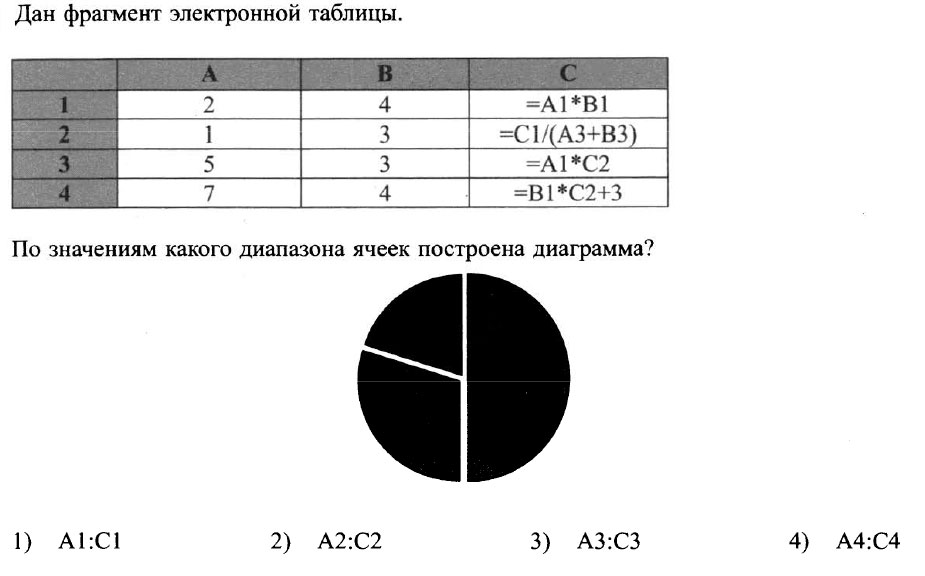 Дан фрагмент электронной таблицы.
A B C
1 2 4 =A1*B1
2 1 3 =C1/(A3+B3)
3 5 3 =A1*C2
4 7 4 =B1*C2+3
По значениям какого диапазона ячеек построена диаграмма?
1) A1:C1 2) A2:C2 3) A3:C3 4) A4:C4